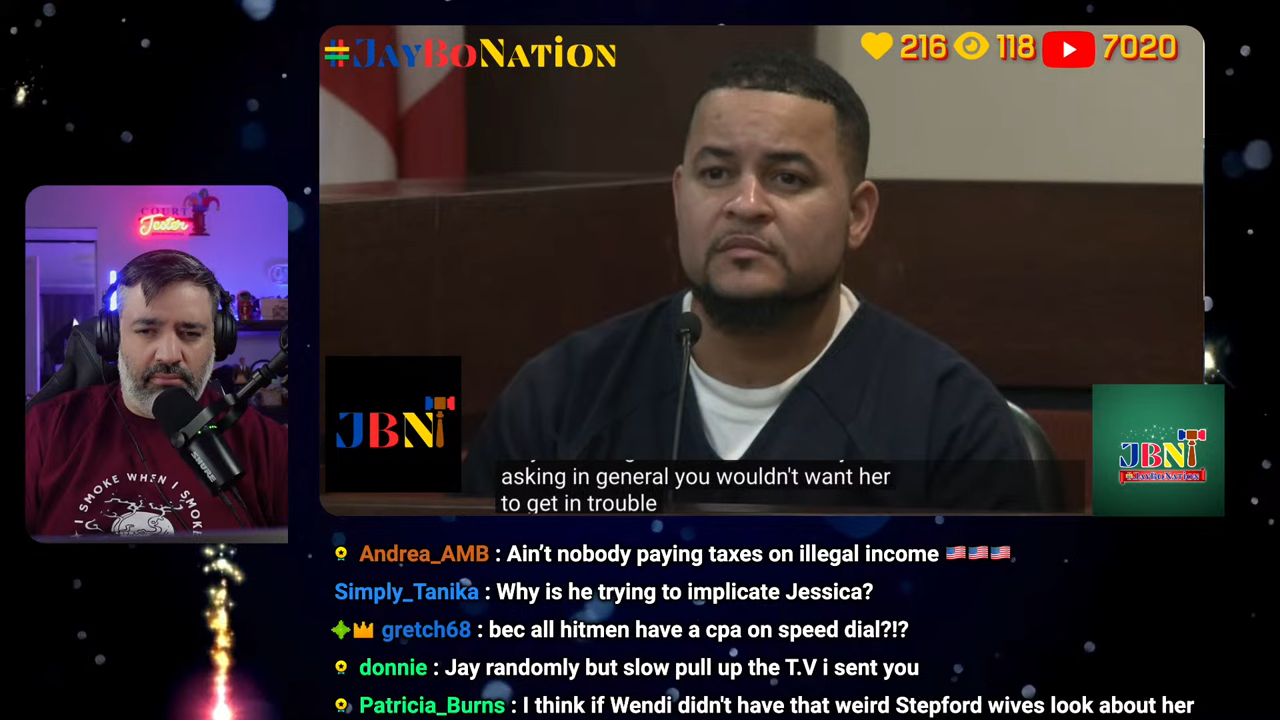 #JayBoNation
216 118 7020
COURT
Jester
JBN
asking in general you wouldn't want her
to get in trouble
JBN
#JAYBONATION
SHURE
I SMOKE WHEN I SMOKE
Andrea_AMB : Ain’t nobody paying taxes on illegal income 🇺🇸🇺🇸🇺🇸
Simply_Tanika : Why is he trying to implicate Jessica?
gretch68 : bec all hitmen have a cpa on speed dial?!?
donnie : Jay randomly but slow pull up the T.V i sent you
Patricia_Burns : I think if Wendi didn't have that weird Stepford wives look about her